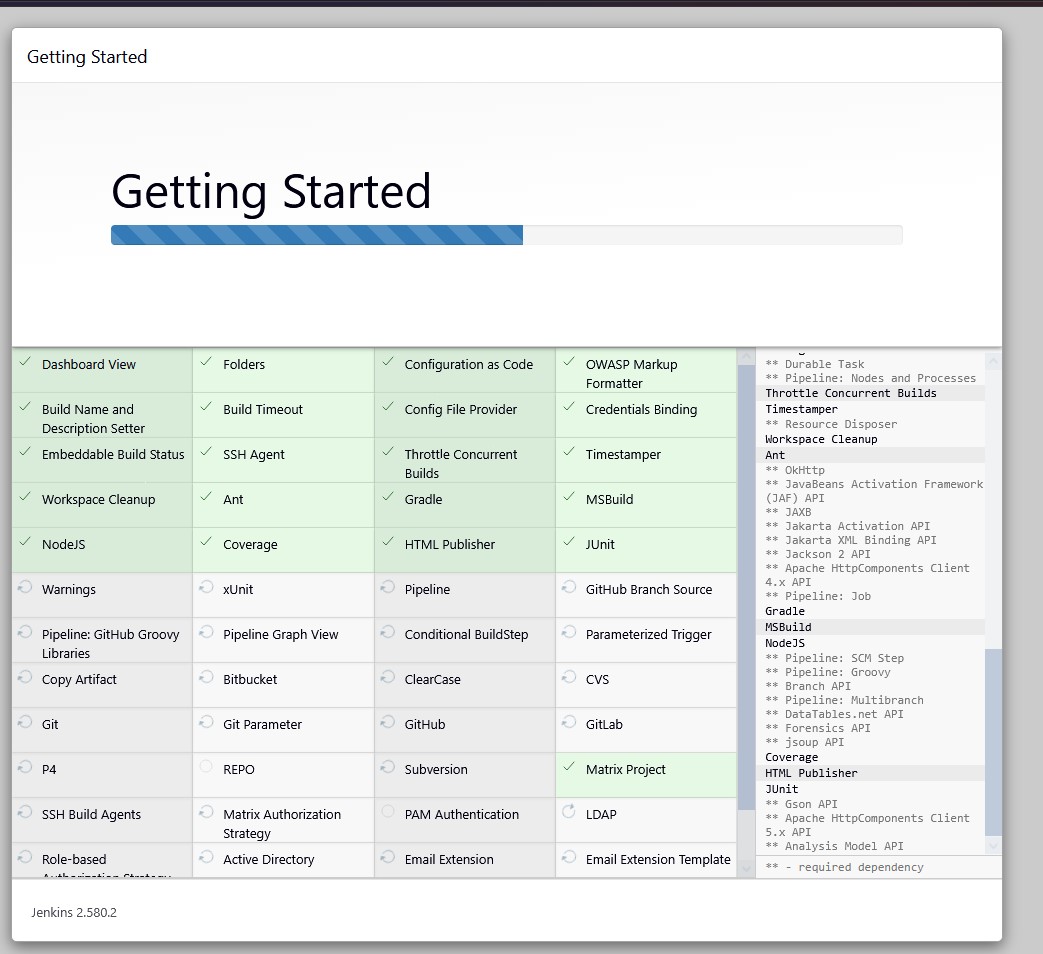 Getting Started
Getting Started
Dashboard View
Folders
Configuration as Code
OWASP Markup
Formatter
Build Name and
Description Setter
Build Timeout
Config File Provider
Credentials Binding
Embeddable Build Status
SSH Agent
Throttle Concurrent
Builds
Timestamper
Workspace Cleanup
Ant
Gradle
MSBuild
NodeJS
Coverage
HTML Publisher
JUnit
Warnings
xUnit
Pipeline
GitHub Branch Source
Pipeline: GitHub Groovy
Libraries
Pipeline Graph View
Conditional BuildStep
Parameterized Trigger
Copy Artifact
Bitbucket
ClearCase
CVS
Git
Git Parameter
GitHub
GitLab
P4
REPO
Subversion
Matrix Project
SSH Build Agents
Matrix Authorization
Strategy
PAM Authentication
LDAP
Role-based
Authorization Strategy
Active Directory
Email Extension
Email Extension Template
** Durable Task
** Pipeline: Nodes and Processes
Throttle Concurrent Builds
Timestamper
** Resource Disposer
Workspace Cleanup
Ant
** OkHttp
** JavaBeans Activation Framework
(JAF) API
** JAXB
** Jakarta Activation API
** Jakarta XML Binding API
** Jackson 2 API
** Apache HttpComponents Client
4.x API
** Pipeline: Job
Gradle
MSBuild
NodeJS
** Pipeline: SCM Step
** Pipeline: Groovy
** Branch API
** Pipeline: Multibranch
** DataTables.net API
** Forensics API
** jsoup API
Coverage
HTML Publisher
JUnit
** Gson API
** Apache HttpComponents Client
5.x API
** Analysis Model API
** - required dependency
Jenkins 2.580.2